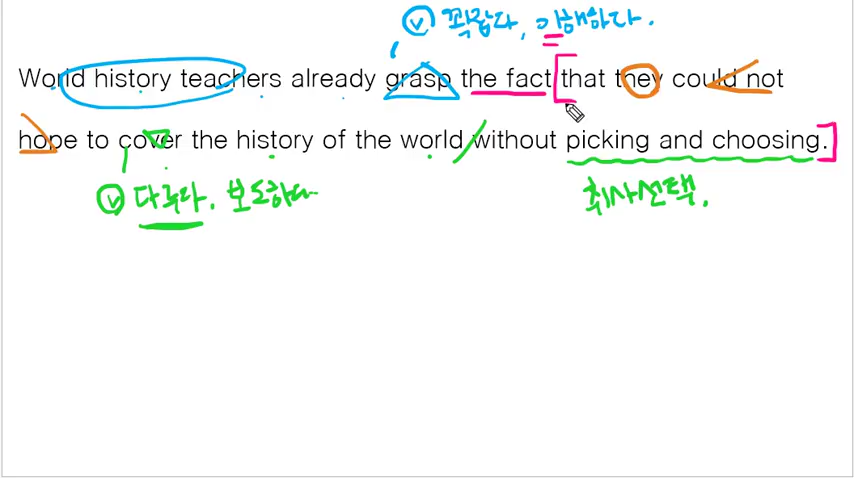 ⓥ 꽉잡다, 이해하다.
World history teachers already grasp the fact [that they could not
hope to cover the history of the world / without picking and choosing.]
ⓥ 다루다, 보도하다 취사선택.